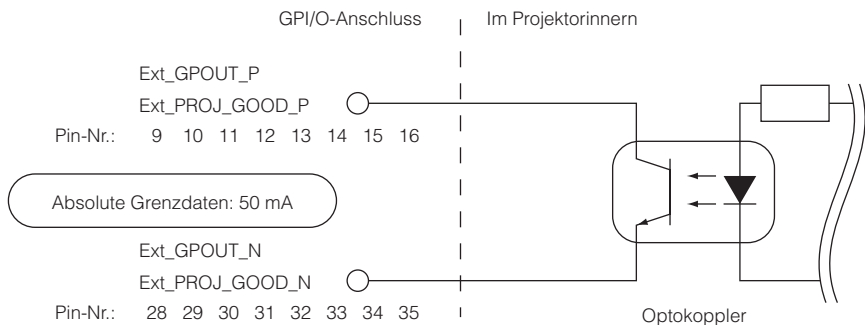 GPI/O-Anschluss
Im Projektorinnern
Ext_GPOUT_P
Ext_PROJ_GOOD_P
Pin-Nr.: 9 10 11 12 13 14 15 16
Absolute Grenzdaten: 50 mA
Ext_GPOUT_N
Ext_PROJ_GOOD_N
Pin-Nr.: 28 29 30 31 32 33 34 35
Optokoppler